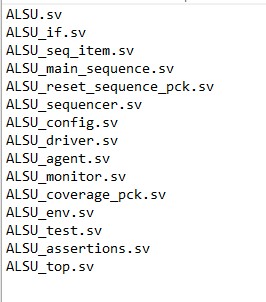 ALSU.sv
ALSU_if.sv
ALSU_seq_item.sv
ALSU_main_sequence.sv
ALSU_reset_sequence_pck.sv
ALSU_sequencer.sv
ALSU_config.sv
ALSU_driver.sv
ALSU_agent.sv
ALSU_monitor.sv
ALSU_coverage_pck.sv
ALSU_env.sv
ALSU_test.sv
ALSU_assertions.sv
ALSU_top.sv